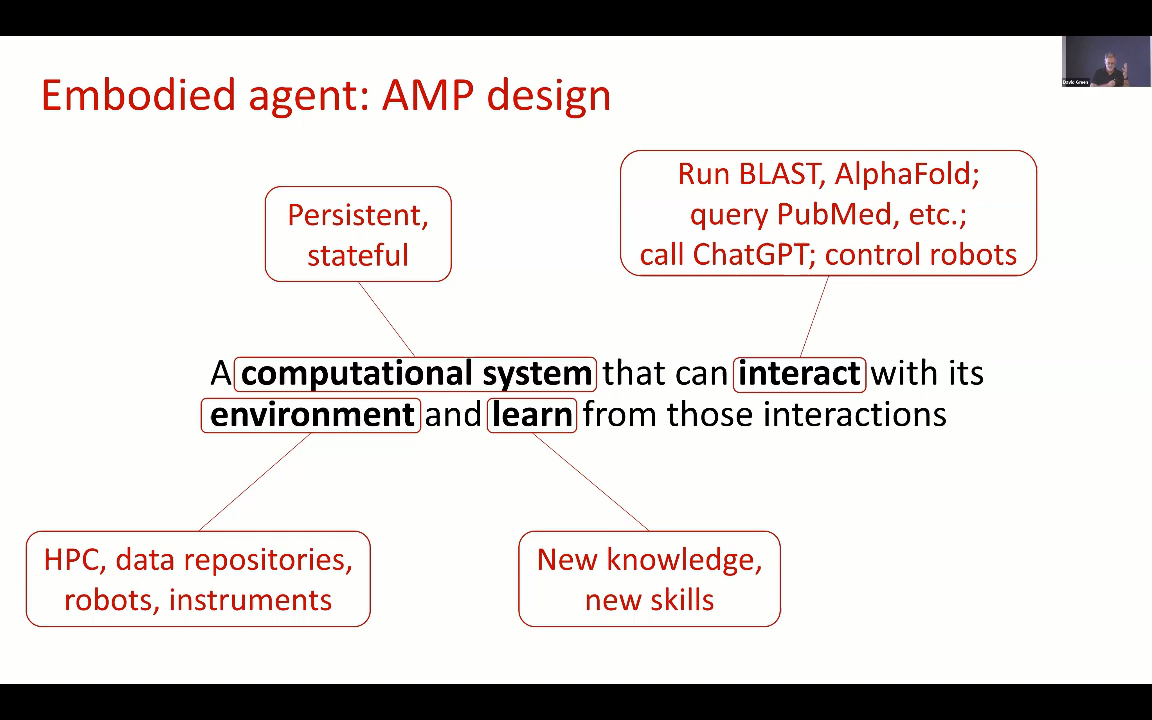 Embodied agent: AMP design
David Green
Persistent,
stateful
Run BLAST, AlphaFold;
query PubMed, etc.;
call ChatGPT; control robots
A computational system that can interact with its
environment and learn from those interactions
HPC, data repositories,
robots, instruments
New knowledge,
new skills